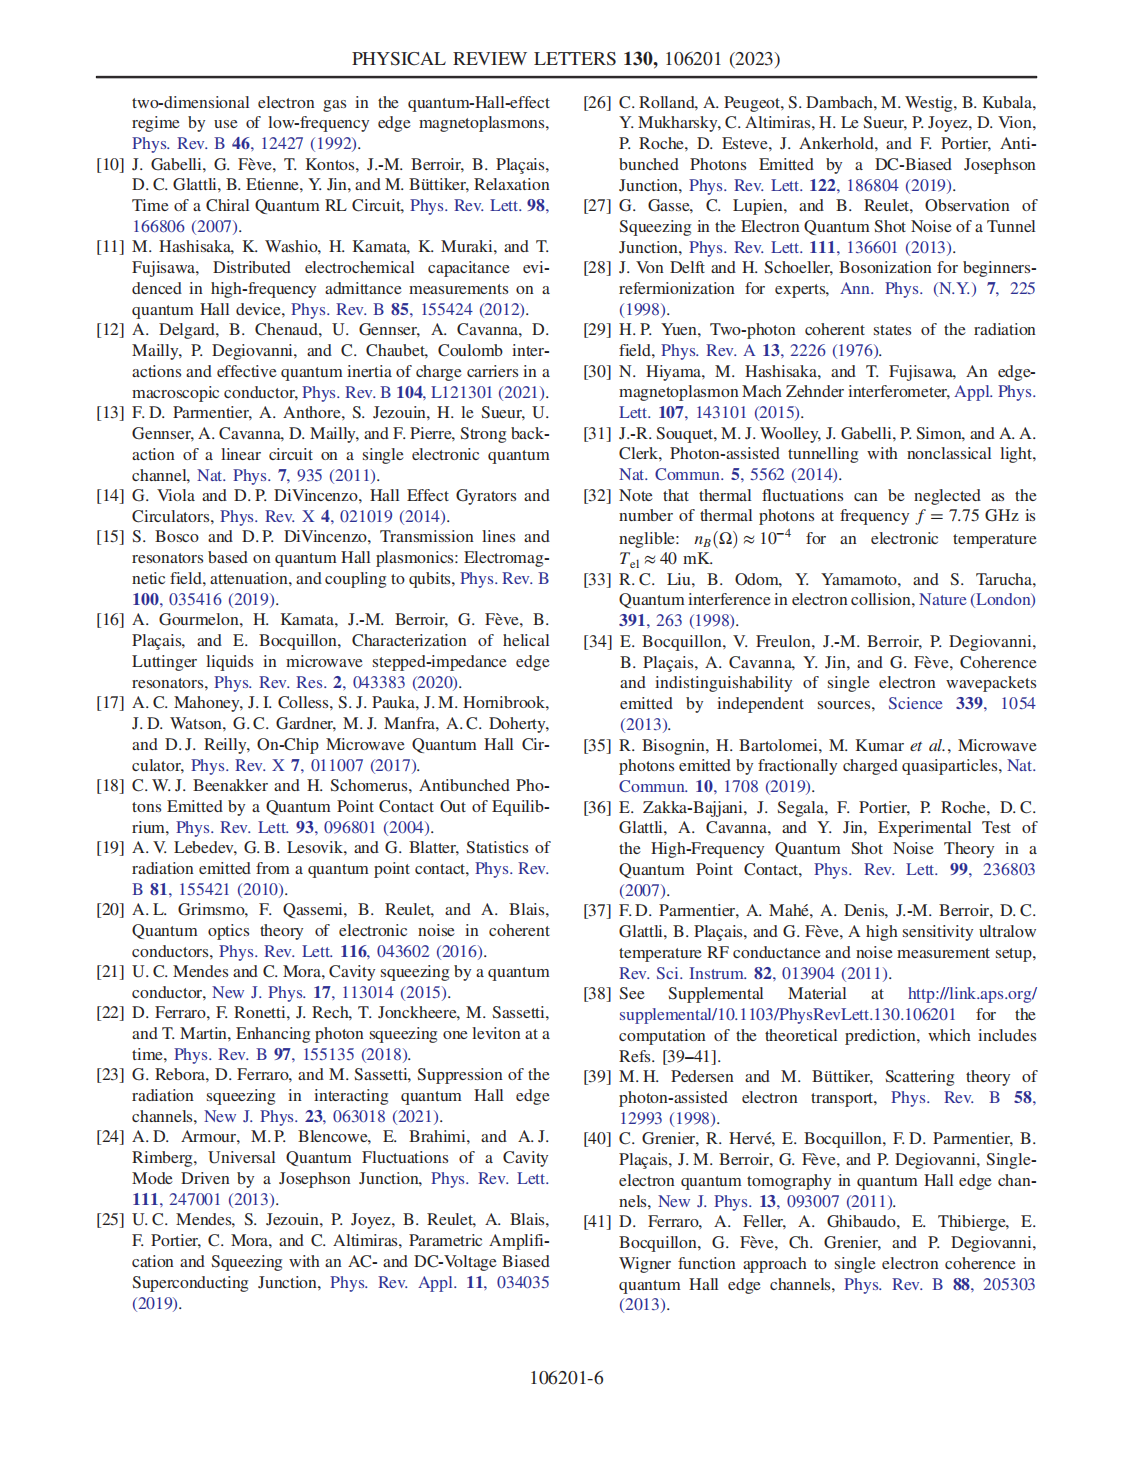 PHYSICAL REVIEW LETTERS 130, 106201 (2023)
two-dimensional electron gas in the quantum-Hall-effect
regime by use of low-frequency edge magnetoplasmons,
Phys. Rev. B 46, 12427 (1992).
[10] J. Gabelli, G. Fève, T. Kontos, J.-M. Berroir, B. Plaçais,
D. C. Glattli, B. Etienne, Y. Jin, and M. Büttiker, Relaxation
Time of a Chiral Quantum RL Circuit, Phys. Rev. Lett. 98,
166806 (2007).
[11] M. Hashisaka, K. Washio, H. Kamata, K. Muraki, and T.
Fujisawa, Distributed electrochemical capacitance evi-
denced in high-frequency admittance measurements on a
quantum Hall device, Phys. Rev. B 85, 155424 (2012).
[12] A. Delgard, B. Chenaud, U. Gennser, A. Cavanna, D.
Mailly, P. Degiovanni, and C. Chaubet, Coulomb inter-
actions and effective quantum inertia of charge carriers in a
macroscopic conductor, Phys. Rev. B 104, L121301 (2021).
[13] F. D. Parmentier, A. Anthore, S. Jezouin, H. le Sueur, U.
Gennser, A. Cavanna, D. Mailly, and F. Pierre, Strong back-
action of a linear circuit on a single electronic quantum
channel, Nat. Phys. 7, 935 (2011).
[14] G. Viola and D. P. DiVincenzo, Hall Effect Gyrators and
Circulators, Phys. Rev. X 4, 021019 (2014).
[15] S. Bosco and D. P. DiVincenzo, Transmission lines and
resonators based on quantum Hall plasmonics: Electromag-
netic field, attenuation, and coupling to qubits, Phys. Rev. B
100, 035416 (2019).
[16] A. Gourmelon, H. Kamata, J.-M. Berroir, G. Fève, B.
Plaçais, and E. Bocquillon, Characterization of helical
Luttinger liquids in microwave stepped-impedance edge
resonators, Phys. Rev. Res. 2, 043383 (2020).
[17] A. C. Mahoney, J. I. Colless, S. J. Pauka, J. M. Hornibrook,
J. D. Watson, G. C. Gardner, M. J. Manfra, A. C. Doherty,
and D. J. Reilly, On-Chip Microwave Quantum Hall Cir-
culator, Phys. Rev. X 7, 011007 (2017).
[18] C. W. J. Beenakker and H. Schomerus, Antibunched Pho-
tons Emitted by a Quantum Point Contact Out of Equilib-
rium, Phys. Rev. Lett. 93, 096801 (2004).
[19] A. V. Lebedev, G. B. Lesovik, and G. Blatter, Statistics of
radiation emitted from a quantum point contact, Phys. Rev.
B 81, 155421 (2010).
[20] A. L. Grimsmo, F. Qassemi, B. Reulet, and A. Blais,
Quantum optics theory of electronic noise in coherent
conductors, Phys. Rev. Lett. 116, 043602 (2016).
[21] U. C. Mendes and C. Mora, Cavity squeezing by a quantum
conductor, New J. Phys. 17, 113014 (2015).
[22] D. Ferraro, F. Ronetti, J. Rech, T. Jonckheere, M. Sassetti,
and T. Martin, Enhancing photon squeezing one leviton at a
time, Phys. Rev. B 97, 155135 (2018).
[23] G. Rebora, D. Ferraro, and M. Sassetti, Suppression of the
radiation squeezing in interacting quantum Hall edge
channels, New J. Phys. 23, 063018 (2021).
[24] A. D. Armour, M. P. Blencowe, E. Brahimi, and A. J.
Rimberg, Universal Quantum Fluctuations of a Cavity
Mode Driven by a Josephson Junction, Phys. Rev. Lett.
111, 247001 (2013).
[25] U. C. Mendes, S. Jezouin, P. Joyez, B. Reulet, A. Blais,
F. Portier, C. Mora, and C. Altimiras, Parametric Amplifi-
cation and Squeezing with an AC- and DC-Voltage Biased
Superconducting Junction, Phys. Rev. Appl. 11, 034035
(2019).
[26] C. Rolland, A. Peugeot, S. Dambach, M. Westig, B. Kubala,
Y. Mukharsky, C. Altimiras, H. Le Sueur, P. Joyez, D. Vion,
P. Roche, D. Esteve, J. Ankerhold, and F. Portier, Anti-
bunched Photons Emitted by a DC-Biased Josephson
Junction, Phys. Rev. Lett. 122, 186804 (2019).
[27] G. Gasse, C. Lupien, and B. Reulet, Observation of
Squeezing in the Electron Quantum Shot Noise of a Tunnel
Junction, Phys. Rev. Lett. 111, 136601 (2013).
[28] J. Von Delft and H. Schoeller, Bosonization for beginners-
refermionization for experts, Ann. Phys. (N.Y.) 7, 225
(1998).
[29] H. P. Yuen, Two-photon coherent states of the radiation
field, Phys. Rev. A 13, 2226 (1976).
[30] N. Hiyama, M. Hashisaka, and T. Fujisawa, An edge-
magnetoplasmon Mach Zehnder interferometer, Appl. Phys.
Lett. 107, 143101 (2015).
[31] J.-R. Souquet, M. J. Woolley, J. Gabelli, P. Simon, and A. A.
Clerk, Photon-assisted tunnelling with nonclassical light,
Nat. Commun. 5, 5562 (2014).
[32] Note that thermal fluctuations can be neglected as the
number of thermal photons at frequency f = 7.75 GHz is
neglible: n_B(Ω) ≈ 10⁻⁴ for an electronic temperature
T_el ≈ 40 mK.
[33] R. C. Liu, B. Odom, Y. Yamamoto, and S. Tarucha,
Quantum interference in electron collision, Nature (London)
391, 263 (1998).
[34] E. Bocquillon, V. Freulon, J.-M. Berroir, P. Degiovanni,
B. Plaçais, A. Cavanna, Y. Jin, and G. Fève, Coherence
and indistinguishability of single electron wavepackets
emitted by independent sources, Science 339, 1054
(2013).
[35] R. Bisognin, H. Bartolomei, M. Kumar et al., Microwave
photons emitted by fractionally charged quasiparticles, Nat.
Commun. 10, 1708 (2019).
[36] E. Zakka-Bajjani, J. Segala, F. Portier, P. Roche, D. C.
Glattli, A. Cavanna, and Y. Jin, Experimental Test of
the High-Frequency Quantum Shot Noise Theory in a
Quantum Point Contact, Phys. Rev. Lett. 99, 236803
(2007).
[37] F. D. Parmentier, A. Mahé, A. Denis, J.-M. Berroir, D. C.
Glattli, B. Plaçais, and G. Fève, A high sensitivity ultralow
temperature RF conductance and noise measurement setup,
Rev. Sci. Instrum. 82, 013904 (2011).
[38] See Supplemental Material at http://link.aps.org/
supplemental/10.1103/PhysRevLett.130.106201 for the
computation of the theoretical prediction, which includes
Refs. [39–41].
[39] M. H. Pedersen and M. Büttiker, Scattering theory of
photon-assisted electron transport, Phys. Rev. B 58,
12993 (1998).
[40] C. Grenier, R. Hervé, E. Bocquillon, F. D. Parmentier, B.
Plaçais, J. M. Berroir, G. Fève, and P. Degiovanni, Single-
electron quantum tomography in quantum Hall edge chan-
nels, New J. Phys. 13, 093007 (2011).
[41] D. Ferraro, A. Feller, A. Ghibaudo, E. Thibierge, E.
Bocquillon, G. Fève, Ch. Grenier, and P. Degiovanni,
Wigner function approach to single electron coherence in
quantum Hall edge channels, Phys. Rev. B 88, 205303
(2013).
106201-6